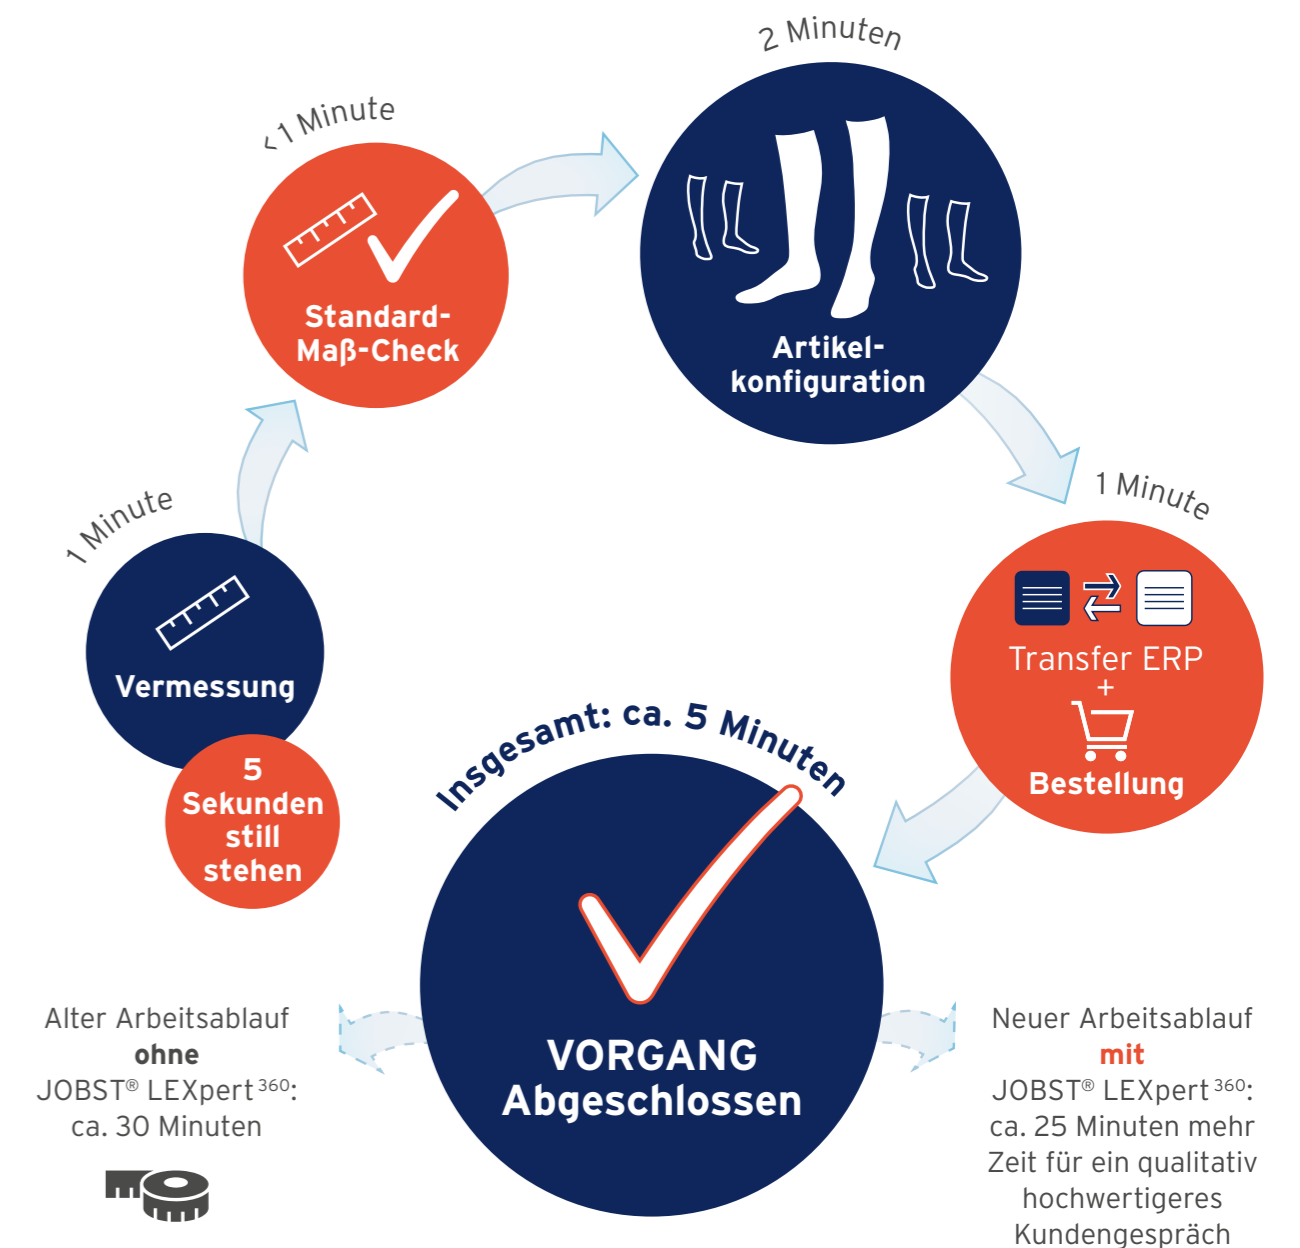 1 Minute
Vermessung
5
Sekunden
still
stehen
< 1 Minute
Standard-
Maß-Check
2 Minuten
Artikel-
konfiguration
1 Minute
Transfer ERP
+
Bestellung
Insgesamt: ca. 5 Minuten
VORGANG
Abgeschlossen
Alter Arbeitsablauf
ohne
JOBST® LEXpert 360:
ca. 30 Minuten
Neuer Arbeitsablauf
mit
JOBST® LEXpert 360:
ca. 25 Minuten mehr
Zeit für ein qualitativ
hochwertigeres
Kundengespräch